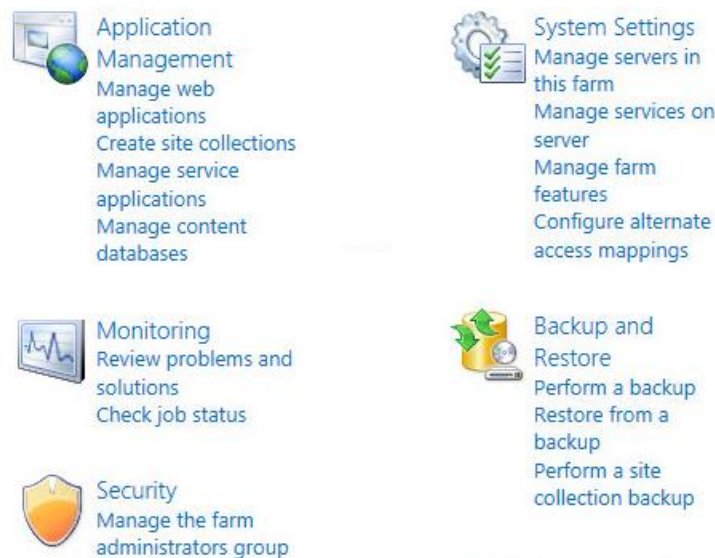 Application
Management
Manage web
applications
Create site collections
Manage service
applications
Manage content
databases
System Settings
Manage servers in
this farm
Manage services on
server
Manage farm
features
Configure alternate
access mappings
Monitoring
Review problems and
solutions
Check job status
Backup and
Restore
Perform a backup
Restore from a
backup
Perform a site
collection backup
Security
Manage the farm
administrators group